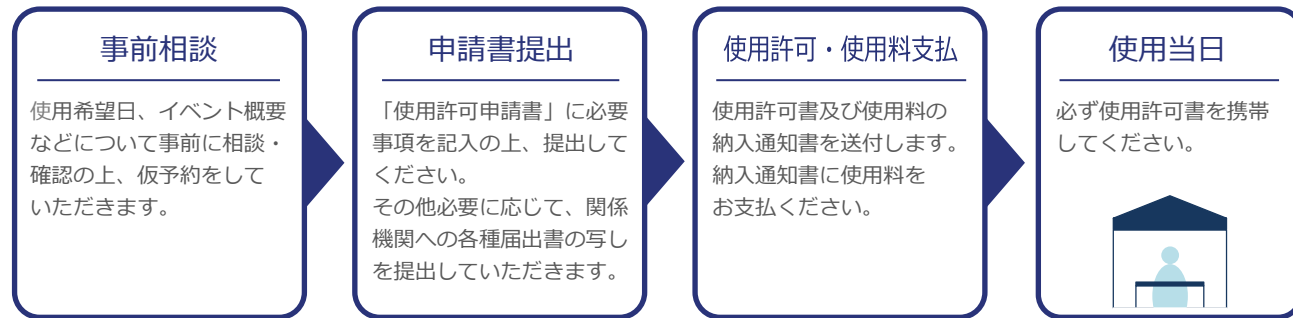 事前相談
使用希望日、イベント概要
などについて事前に相談・
確認の上、仮予約をして
いただきます。
申請書提出
「使用許可申請書」に必要
事項を記入の上、提出して
ください。
その他必要に応じて、関係
機関への各種届出書の写し
を提出していただきます。
使用許可・使用料支払
使用許可書及び使用料の
納入通知書を送付します。
納入通知書に使用料を
お支払ください。
使用当日
必ず使用許可書を携帯
してください。